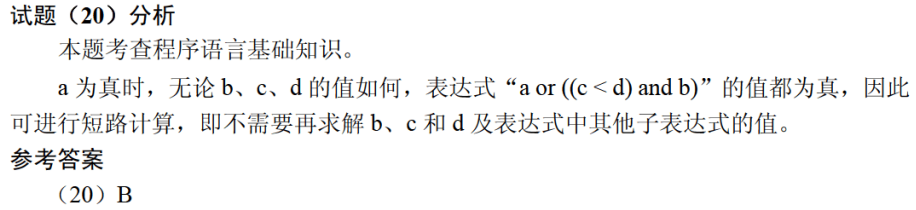 试题（20）分析
本题考查程序语言基础知识。
a 为真时，无论 b、c、d 的值如何，表达式“a or ((c < d) and b)”的值都为真，因此
可进行短路计算，即不需要再求解 b、c 和 d 及表达式中其他子表达式的值。
参考答案
（20）B